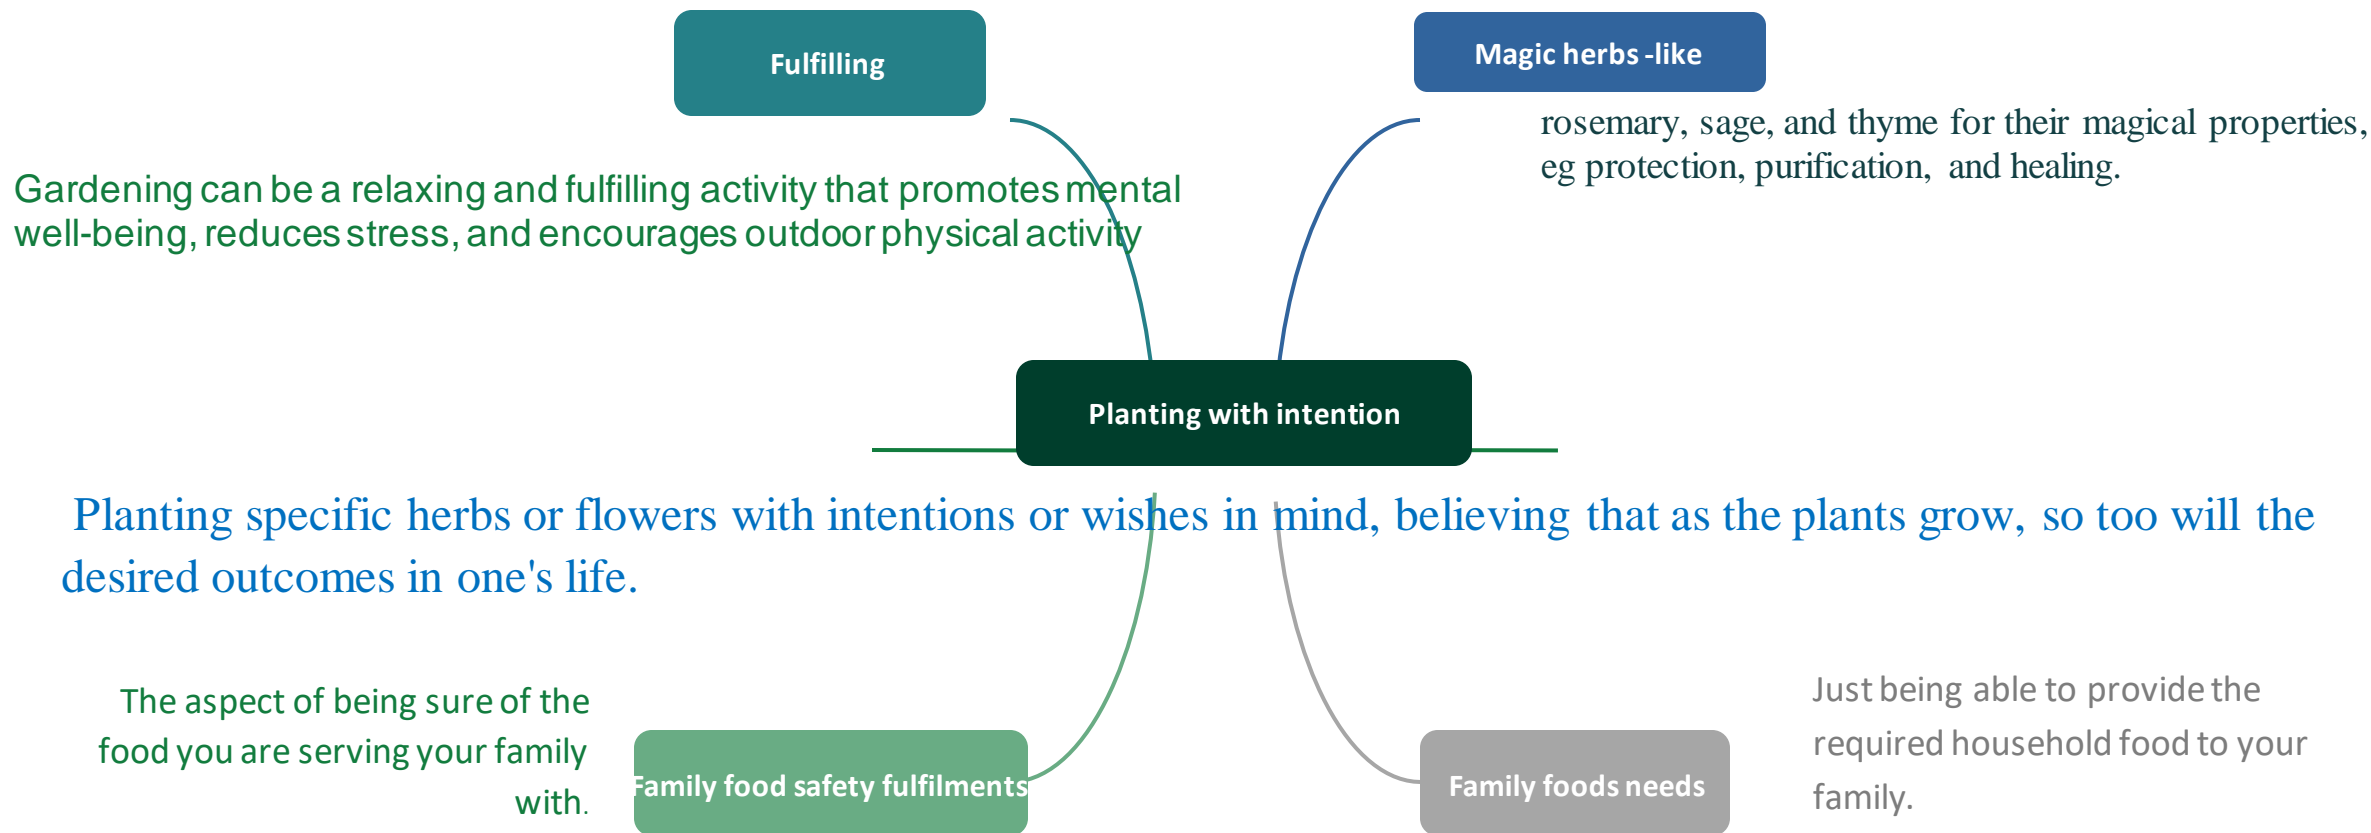 Fulfilling
Magic herbs -like
rosemary, sage, and thyme for their magical properties,
eg protection, purification, and healing.
Gardening can be a relaxing and fulfilling activity that promotes mental
well-being, reduces stress, and encourages outdoor physical activity
Planting with intention
Planting specific herbs or flowers with intentions or wishes in mind, believing that as the plants grow, so too will the
desired outcomes in one's life.
The aspect of being sure of the
food you are serving your family
with.
Family food safety fulfilments
Family foods needs
Just being able to provide the
required household food to your
family.